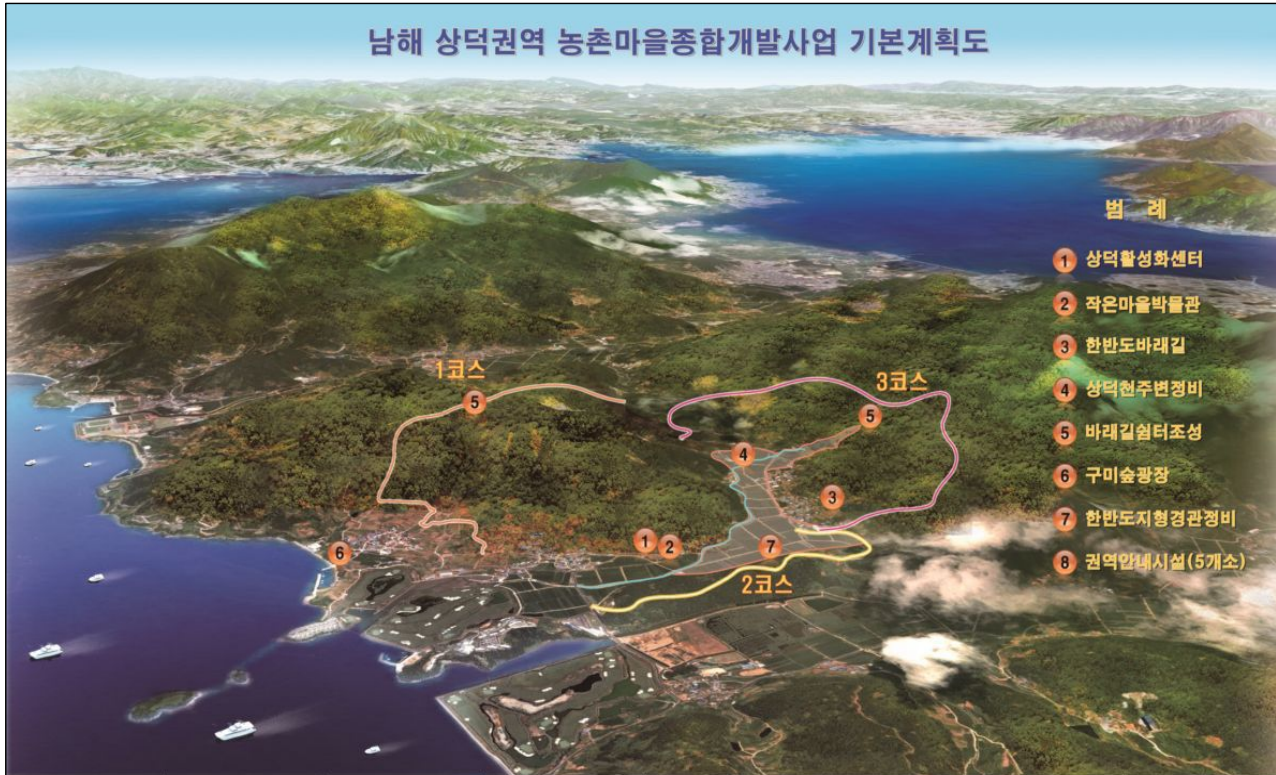 남해 상덕권역 농촌마을종합개발사업 기본계획도
범 례
1 상덕활성화센터
2 작은마을박물관
3 한반도바래길
4 상덕천주변정비
5 바래길쉼터조성
6 구미숲광장
7 한반도지형경관정비
8 권역안내시설(5개소)
1코스
5
3코스
5
4
3
6
1
2
7
2코스